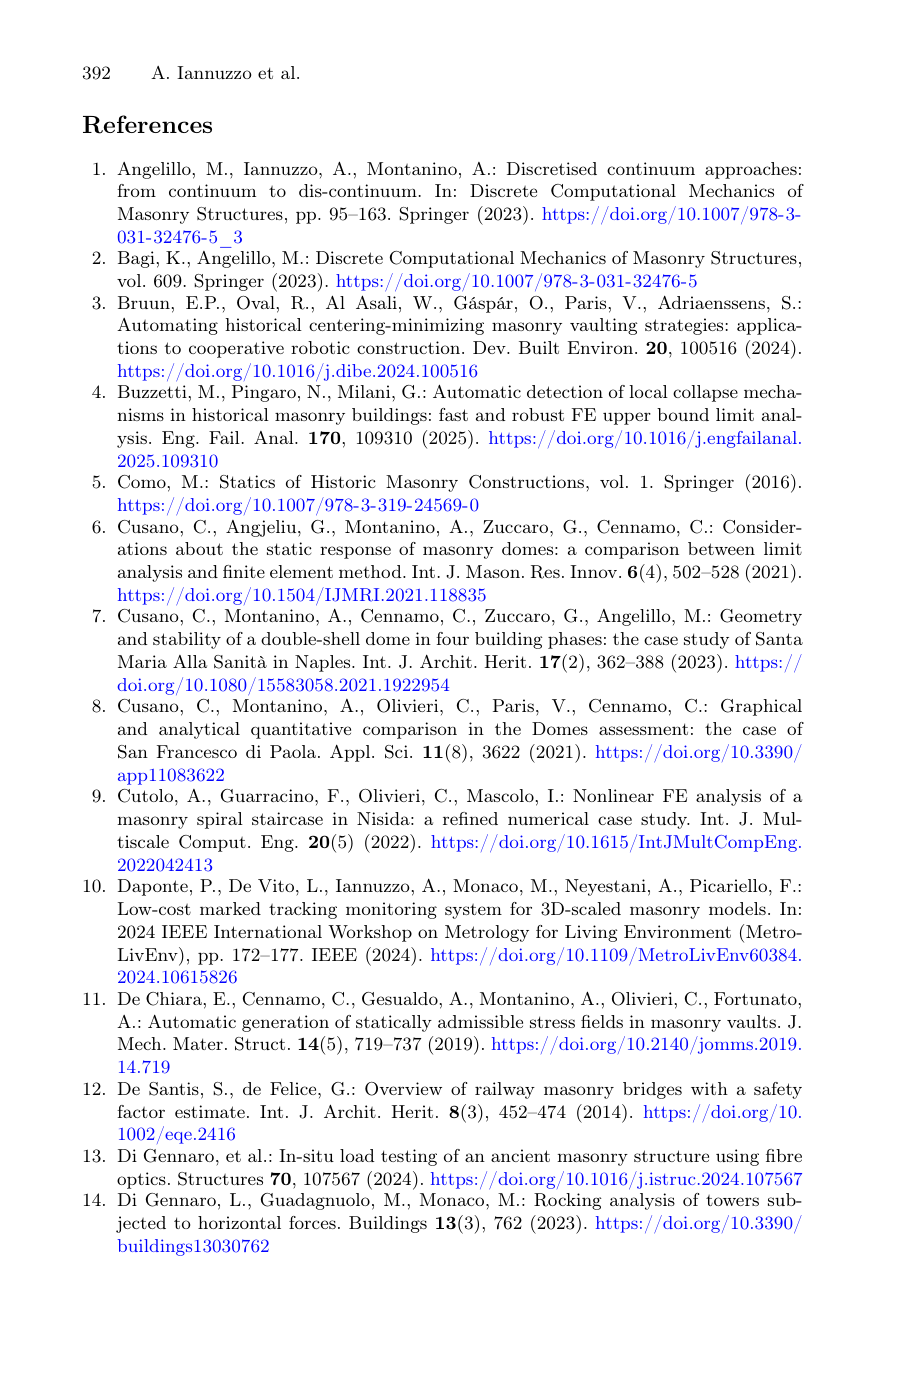 392 A. Iannuzzo et al.
References
1. Angelillo, M., Iannuzzo, A., Montanino, A.: Discretised continuum approaches:
from continuum to dis-continuum. In: Discrete Computational Mechanics of
Masonry Structures, pp. 95–163. Springer (2023). https://doi.org/10.1007/978-3-
031-32476-5_3
2. Bagi, K., Angelillo, M.: Discrete Computational Mechanics of Masonry Structures,
vol. 609. Springer (2023). https://doi.org/10.1007/978-3-031-32476-5
3. Bruun, E.P., Oval, R., Al Asali, W., Gáspár, O., Paris, V., Adriaenssens, S.:
Automating historical centering-minimizing masonry vaulting strategies: applica-
tions to cooperative robotic construction. Dev. Built Environ. 20, 100516 (2024).
https://doi.org/10.1016/j.dibe.2024.100516
4. Buzzetti, M., Pingaro, N., Milani, G.: Automatic detection of local collapse mecha-
nisms in historical masonry buildings: fast and robust FE upper bound limit anal-
ysis. Eng. Fail. Anal. 170, 109310 (2025). https://doi.org/10.1016/j.engfailanal.
2025.109310
5. Como, M.: Statics of Historic Masonry Constructions, vol. 1. Springer (2016).
https://doi.org/10.1007/978-3-319-24569-0
6. Cusano, C., Angjeliu, G., Montanino, A., Zuccaro, G., Cennamo, C.: Consider-
ations about the static response of masonry domes: a comparison between limit
analysis and finite element method. Int. J. Mason. Res. Innov. 6(4), 502–528 (2021).
https://doi.org/10.1504/IJMRI.2021.118835
7. Cusano, C., Montanino, A., Cennamo, C., Zuccaro, G., Angelillo, M.: Geometry
and stability of a double-shell dome in four building phases: the case study of Santa
Maria Alla Sanità in Naples. Int. J. Archit. Herit. 17(2), 362–388 (2023). https://
doi.org/10.1080/15583058.2021.1922954
8. Cusano, C., Montanino, A., Olivieri, C., Paris, V., Cennamo, C.: Graphical
and analytical quantitative comparison in the Domes assessment: the case of
San Francesco di Paola. Appl. Sci. 11(8), 3622 (2021). https://doi.org/10.3390/
app11083622
9. Cutolo, A., Guarracino, F., Olivieri, C., Mascolo, I.: Nonlinear FE analysis of a
masonry spiral staircase in Nisida: a refined numerical case study. Int. J. Mul-
tiscale Comput. Eng. 20(5) (2022). https://doi.org/10.1615/IntJMultCompEng.
2022042413
10. Daponte, P., De Vito, L., Iannuzzo, A., Monaco, M., Neyestani, A., Picariello, F.:
Low-cost marked tracking monitoring system for 3D-scaled masonry models. In:
2024 IEEE International Workshop on Metrology for Living Environment (Metro-
LivEnv), pp. 172–177. IEEE (2024). https://doi.org/10.1109/MetroLivEnv60384.
2024.10615826
11. De Chiara, E., Cennamo, C., Gesualdo, A., Montanino, A., Olivieri, C., Fortunato,
A.: Automatic generation of statically admissible stress fields in masonry vaults. J.
Mech. Mater. Struct. 14(5), 719–737 (2019). https://doi.org/10.2140/jomms.2019.
14.719
12. De Santis, S., de Felice, G.: Overview of railway masonry bridges with a safety
factor estimate. Int. J. Archit. Herit. 8(3), 452–474 (2014). https://doi.org/10.
1002/eqe.2416
13. Di Gennaro, et al.: In-situ load testing of an ancient masonry structure using fibre
optics. Structures 70, 107567 (2024). https://doi.org/10.1016/j.istruc.2024.107567
14. Di Gennaro, L., Guadagnuolo, M., Monaco, M.: Rocking analysis of towers sub-
jected to horizontal forces. Buildings 13(3), 762 (2023). https://doi.org/10.3390/
buildings13030762